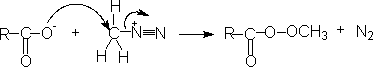 H
R–C–O⁻ + C–N⁺≡N → R–C–O–OCH₃ + N₂
O H H O